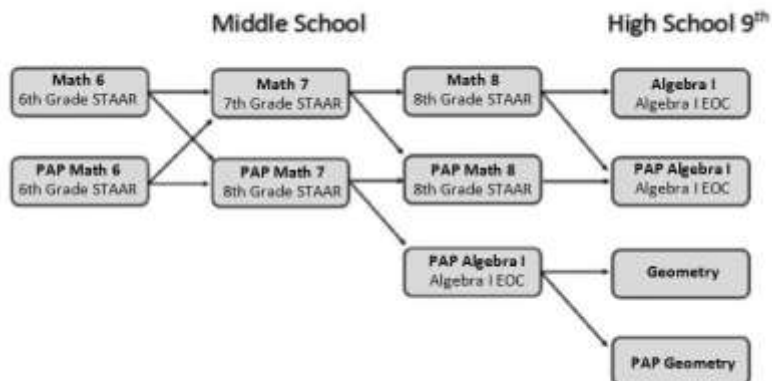 Middle School
High School 9th
Math 6
6th Grade STAAR
Math 7
7th Grade STAAR
Math 8
8th Grade STAAR
Algebra I
Algebra I EOC
PAP Math 6
6th Grade STAAR
PAP Math 7
8th Grade STAAR
PAP Math 8
8th Grade STAAR
PAP Algebra I
Algebra I EOC
PAP Algebra I
Algebra I EOC
Geometry
PAP Geometry